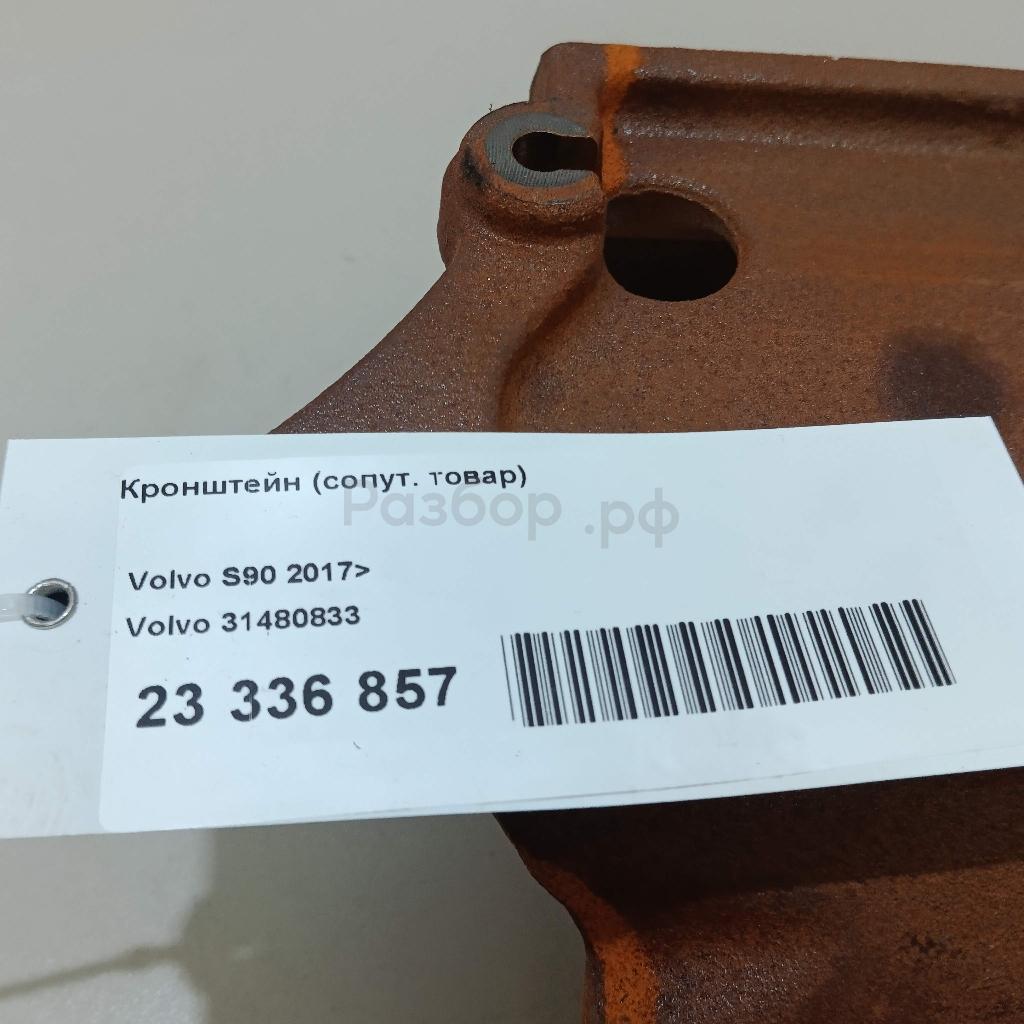 Кронштейн (сопут. товар)
Разбор .рф
Volvo S90 2017>
Volvo 31480833
23 336 857